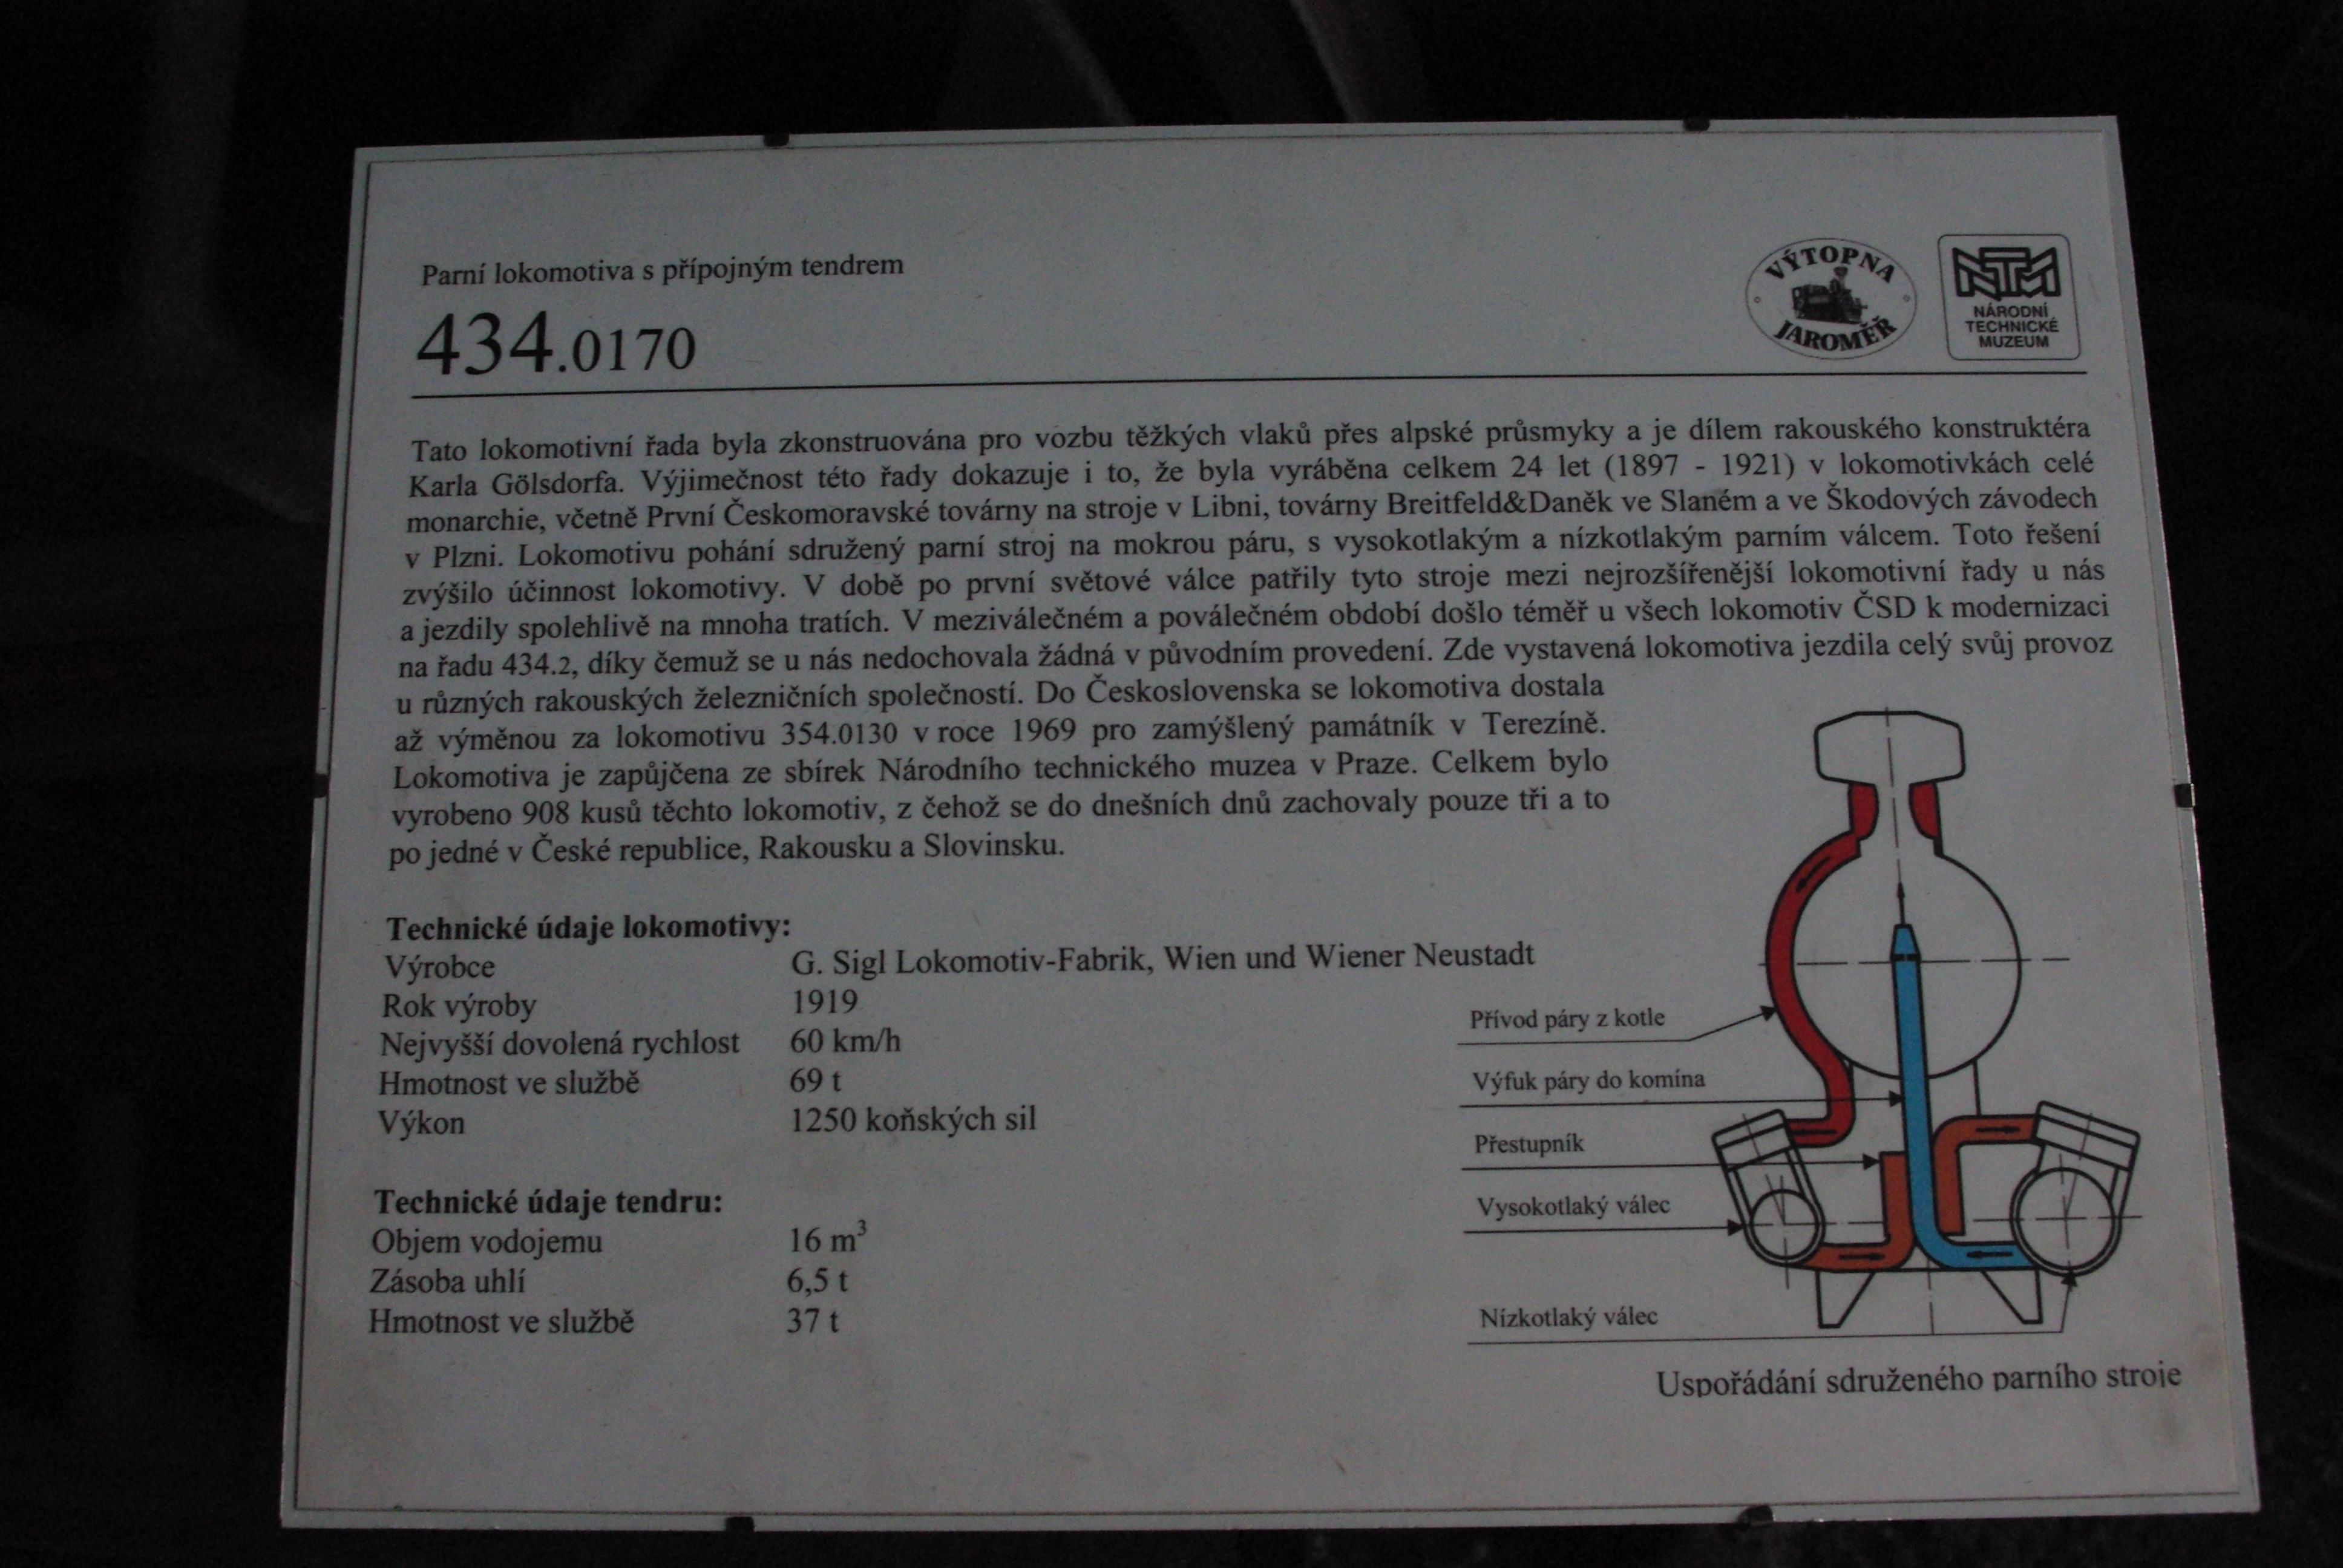 Parní lokomotiva s přípojným tendrem
434.0170
VÝTOPNA
JAROMĚŘ
NTM
NÁRODNÍ
TECHNICKÉ
MUZEUM
Tato lokomotivní řada byla zkonstruována pro vozbu těžkých vlaků přes alpské průsmyky a je dílem rakouského konstruktéra
Karla Gölsdorfa. Výjimečnost této řady dokazuje i to, že byla vyráběna celkem 24 let (1897 - 1921) v lokomotivkách celé
monarchie, včetně První Českomoravské továrny na stroje v Libni, továrny Breitfeld&Daněk ve Slaném a ve Škodových závodech
v Plzni. Lokomotivu pohání sdružený parní stroj na mokrou páru, s vysokotlakým a nízkotlakým parním válcem. Toto řešení
zvýšilo účinnost lokomotivy. V době po první světové válce patřily tyto stroje mezi nejrozšířenější lokomotivní řady u nás
a jezdily spolehlivě na mnoha tratích. V meziválečném a poválečném období došlo téměř u všech lokomotiv ČSD k modernizaci
na řadu 434.2, díky čemuž se u nás nedochovala žádná v původním provedení. Zde vystavená lokomotiva jezdila celý svůj provoz
u různých rakouských železničních společností. Do Československa se lokomotiva dostala
až výměnou za lokomotivu 354.0130 v roce 1969 pro zamýšlený památník v Terezíně.
Lokomotiva je zapůjčena ze sbírek Národního technického muzea v Praze. Celkem bylo
vyrobeno 908 kusů těchto lokomotiv, z čehož se do dnešních dnů zachovaly pouze tři a to
po jedné v České republice, Rakousku a Slovinsku.
Technické údaje lokomotivy:
Výrobce G. Sigl Lokomotiv-Fabrik, Wien und Wiener Neustadt
Rok výroby 1919
Nejvyšší dovolená rychlost 60 km/h
Hmotnost ve službě 69 t
Výkon 1250 koňských sil
Technické údaje tendru:
Objem vodojemu 16 m³
Zásoba uhlí 6,5 t
Hmotnost ve službě 37 t
Přívod páry z kotle
Výfuk páry do komína
Přestupník
Vysokotlaký válec
Nízkotlaký válec
Uspořádání sdruženého parního stroje